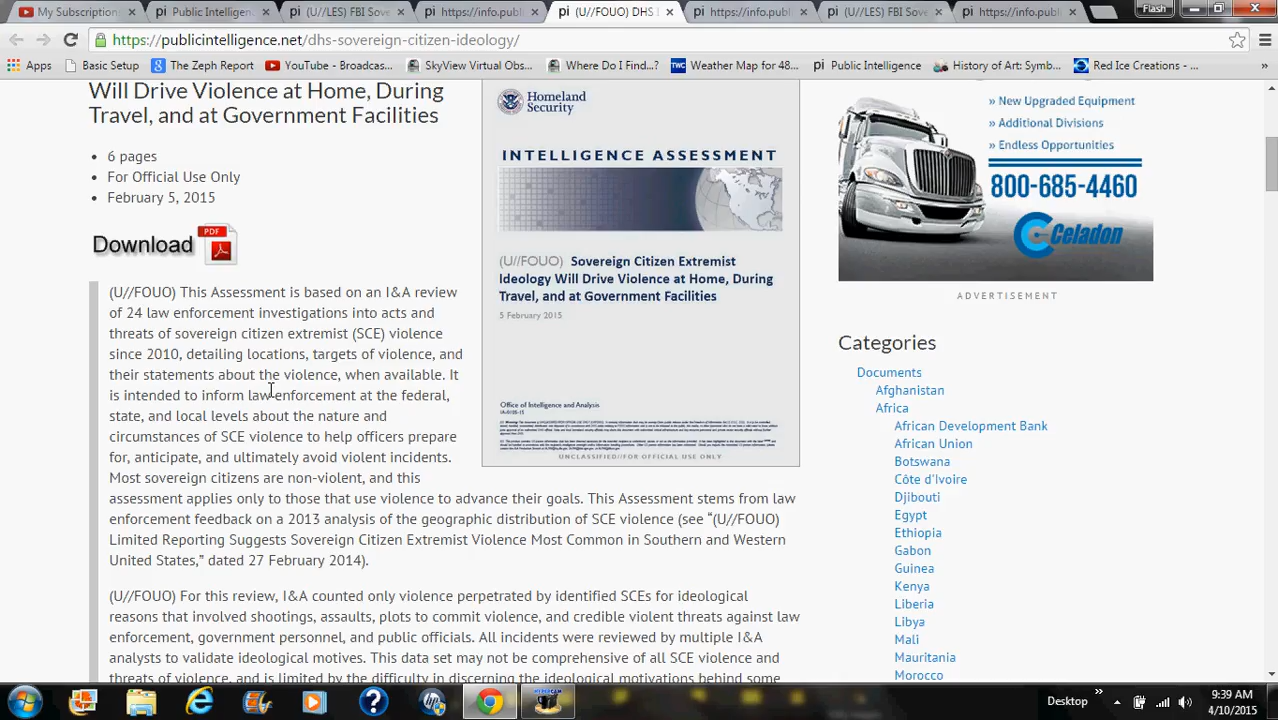 My Subscriptions
Public Intelligen
(U//LES) FBI Sove
https://info.publ
(U//FOUO) DHS I
https://info.publ
(U//LES) FBI Sove
https://info.publ
Flash
https://publicintelligence.net/dhs-sovereign-citizen-ideology/
Apps
Basic Setup
The Zeph Report
YouTube - Broadcas...
SkyView Virtual Obs...
Where Do I Find...?
Weather Map for 48...
Public Intelligence
History of Art: Symb...
Red Ice Creations - ...
Will Drive Violence at Home, During
Travel, and at Government Facilities
• 6 pages
• For Official Use Only
• February 5, 2015
Download PDF
(U//FOUO) This Assessment is based on an I&A review
of 24 law enforcement investigations into acts and
threats of sovereign citizen extremist (SCE) violence
since 2010, detailing locations, targets of violence, and
their statements about the violence, when available. It
is intended to inform law enforcement at the federal,
state, and local levels about the nature and
circumstances of SCE violence to help officers prepare
for, anticipate, and ultimately avoid violent incidents.
Most sovereign citizens are non-violent, and this
assessment applies only to those that use violence to advance their goals. This Assessment stems from law
enforcement feedback on a 2013 analysis of the geographic distribution of SCE violence (see “(U//FOUO)
Limited Reporting Suggests Sovereign Citizen Extremist Violence Most Common in Southern and Western
United States,” dated 27 February 2014).
(U//FOUO) For this review, I&A counted only violence perpetrated by identified SCEs for ideological
reasons that involved shootings, assaults, plots to commit violence, and credible violent threats against law
enforcement, government personnel, and public officials. All incidents were reviewed by multiple I&A
analysts to validate ideological motives. This data set may not be comprehensive of all SCE violence and
threats of violence, and is limited by the difficulty in discerning the ideological motivations behind some
Homeland
Security
INTELLIGENCE ASSESSMENT
(U//FOUO) Sovereign Citizen Extremist
Ideology Will Drive Violence at Home, During
Travel, and at Government Facilities
5 February 2015
Office of Intelligence and Analysis
UNCLASSIFIED//FOR OFFICIAL USE ONLY
» New Upgraded Equipment
» Additional Divisions
» Endless Opportunities
800-685-4460
Celadon
ADVERTISEMENT
Categories
Documents
Afghanistan
Africa
African Development Bank
African Union
Botswana
Côte d'Ivoire
Djibouti
Egypt
Ethiopia
Gabon
Guinea
Kenya
Liberia
Libya
Mali
Mauritania
Morocco
Desktop
9:39 AM
4/10/2015